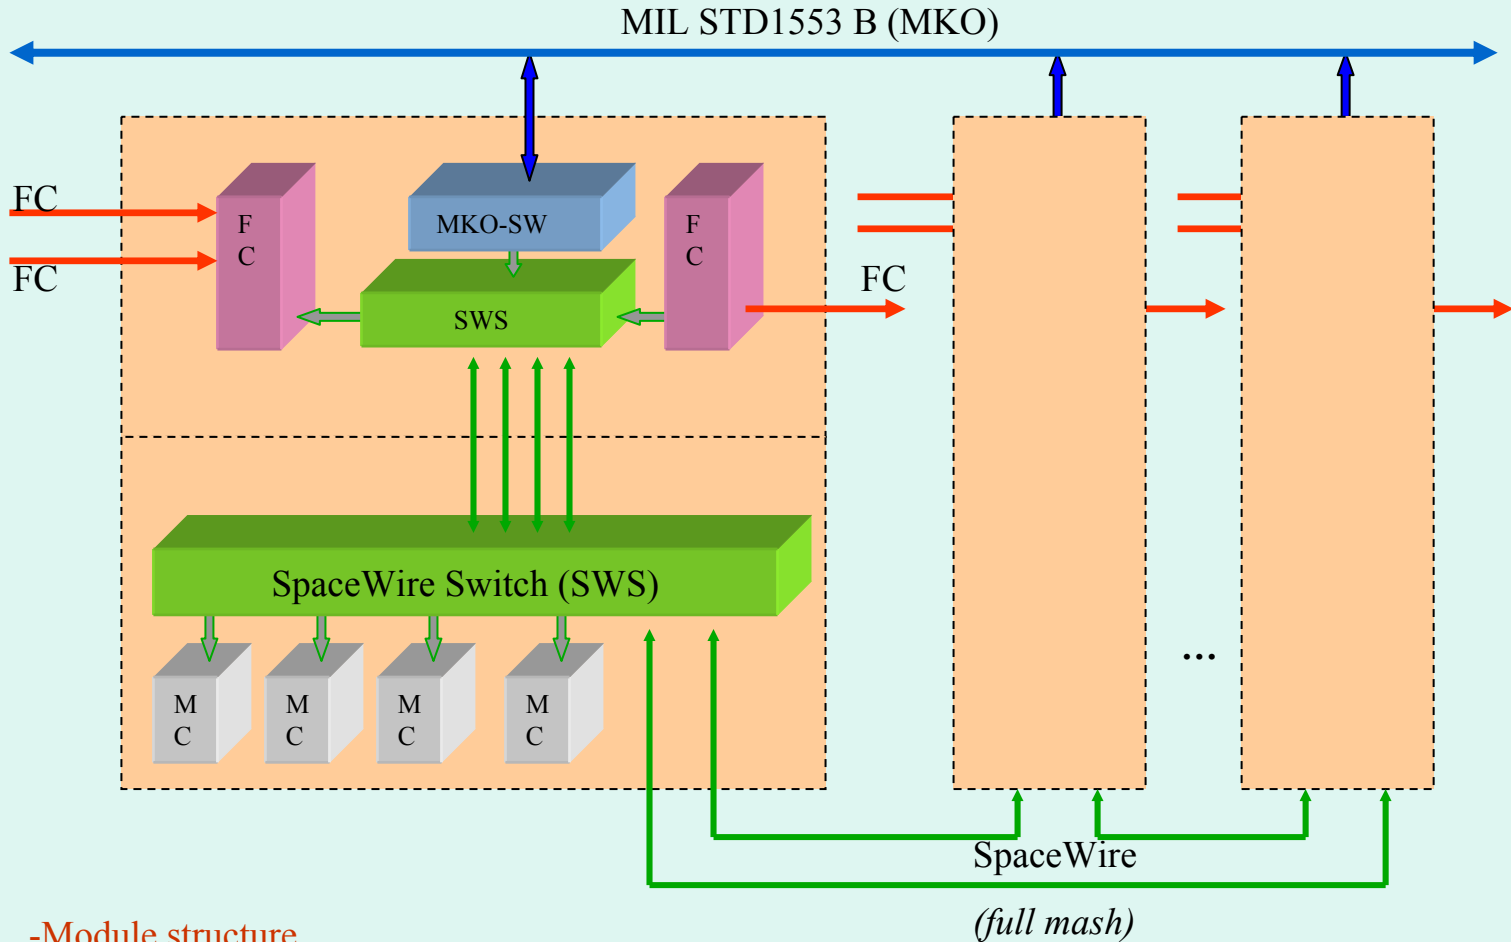 MIL STD1553 B (MKO)
FC
FC
F
C
MKO-SW
F
C
FC
SWS
SpaceWire Switch (SWS)
...
M
C
M
C
M
C
M
C
SpaceWire
(full mash)
-Module structure